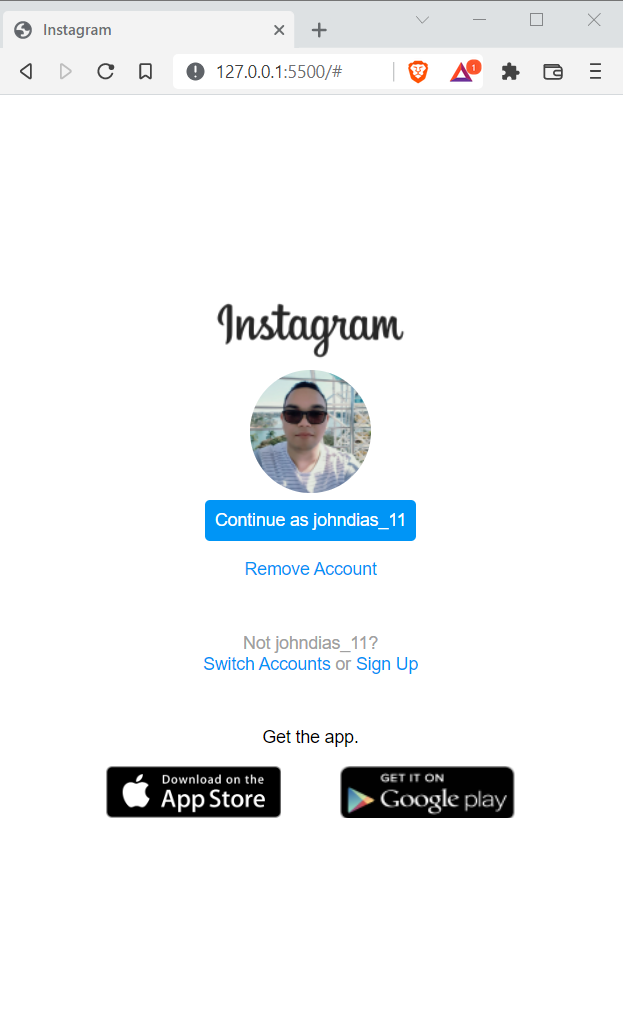 Instagram
127.0.0.1:5500/#
1
Instagram
Continue as johndias_11
Remove Account
Not johndias_11?
Switch Accounts or Sign Up
Get the app.
Download on the
App Store
GET IT ON
Google play